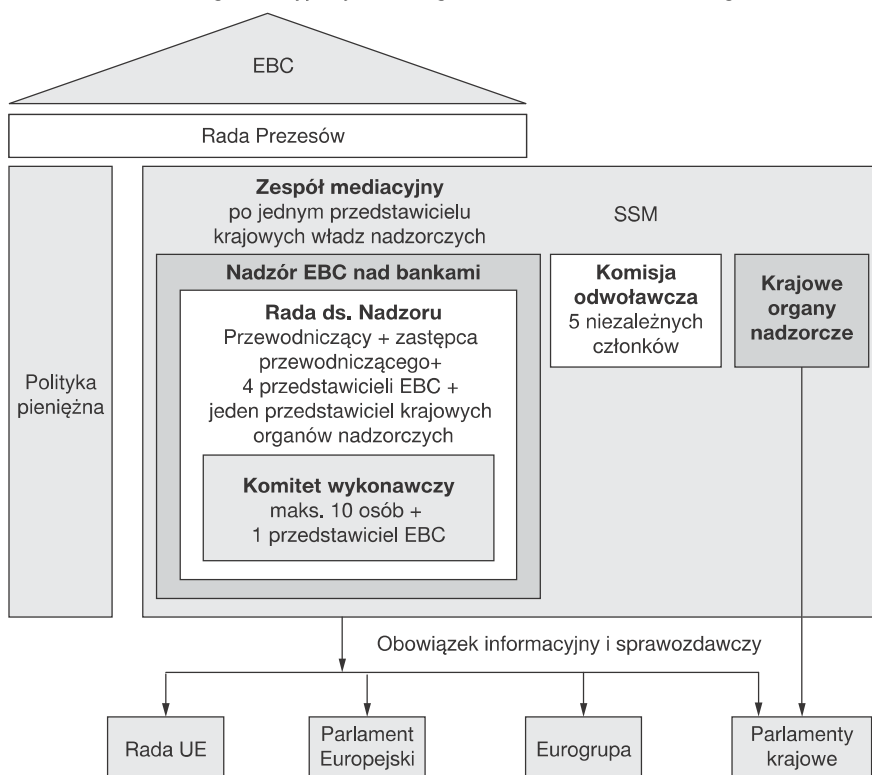 EBC
Rada Prezesów
Zespół mediacyjny
po jednym przedstawicielu
krajowych władz nadzorczych
SSM
Nadzór EBC nad bankami
Rada ds. Nadzoru
Przewodniczący + zastępca
przewodniczącego+
4 przedstawicieli EBC +
jeden przedstawiciel krajowych
organów nadzorczych
Komitet wykonawczy
maks. 10 osób +
1 przedstawiciel EBC
Komisja
odwoławcza
5 niezależnych
członków
Krajowe
organy
nadzorcze
Polityka
pieniężna
Obowiązek informacyjny i sprawozdawczy
Rada UE
Parlament
Europejski
Eurogrupa
Parlamenty
krajowe